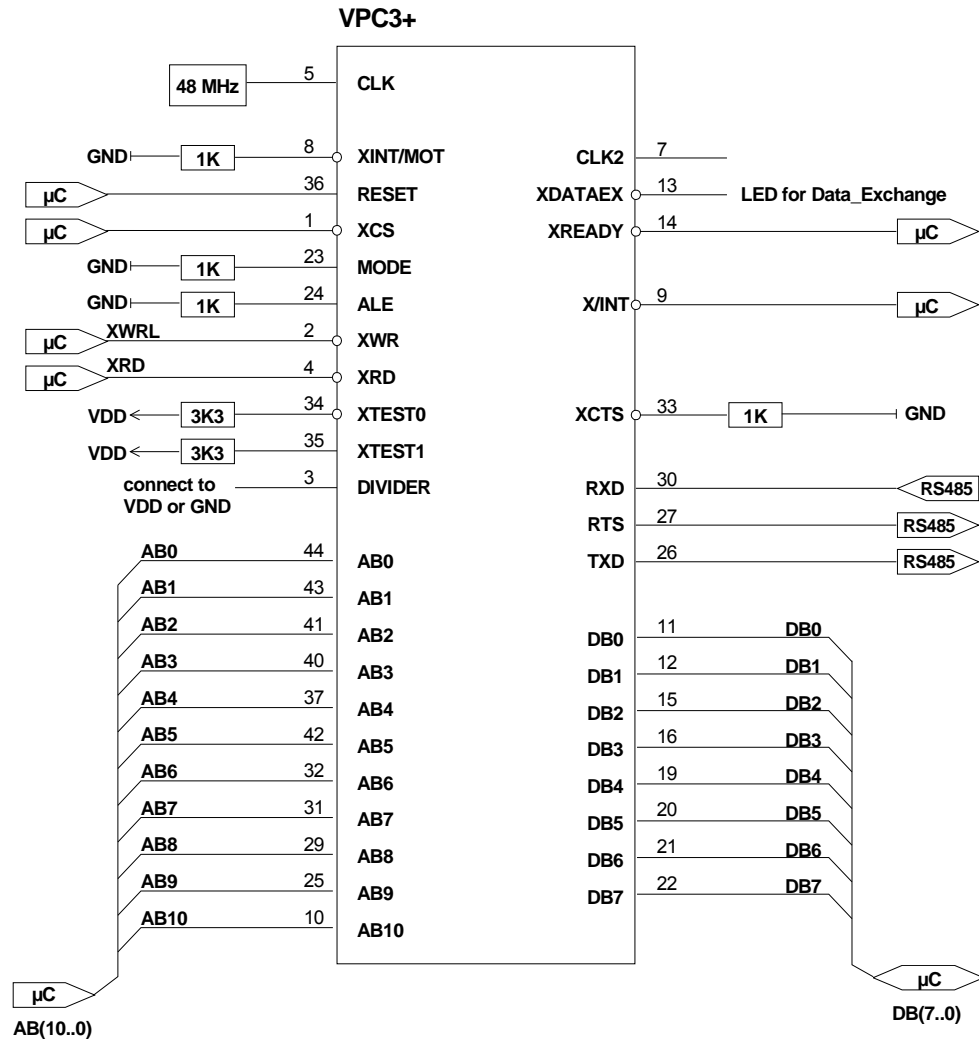 VPC3+
48 MHz 5 CLK
GND 1K 8 XINT/MOT CLK2 7
µC 36 RESET XDATAEX 13 LED for Data_Exchange
µC 1 XCS XREADY 14 µC
GND 1K 23 MODE
GND 1K 24 ALE X/INT 9 µC
µC XWRL 2 XWR
µC XRD 4 XRD
VDD 3K3 34 XTEST0 XCTS 33 1K GND
VDD 3K3 35 XTEST1
connect to 3 DIVIDER RXD 30 RS485
VDD or GND
RTS 27 RS485
AB0 44 AB0 TXD 26 RS485
AB1 43 AB1
AB2 41 AB2 DB0 11 DB0
AB3 40 AB3 DB1 12 DB1
AB4 37 AB4 DB2 15 DB2
AB5 42 AB5 DB3 16 DB3
AB6 32 AB6 DB4 19 DB4
AB7 31 AB7 DB5 20 DB5
AB8 29 AB8 DB6 21 DB6
AB9 25 AB9 DB7 22 DB7
AB10 10 AB10
µC µC
AB(10..0) DB(7..0)